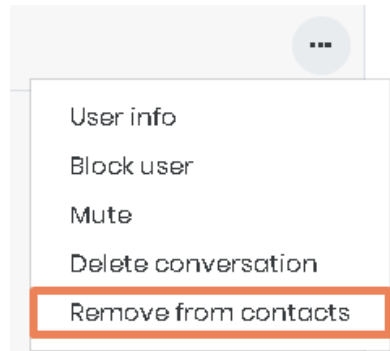 User info
Block user
Mute
Delete conversation
Remove from contacts